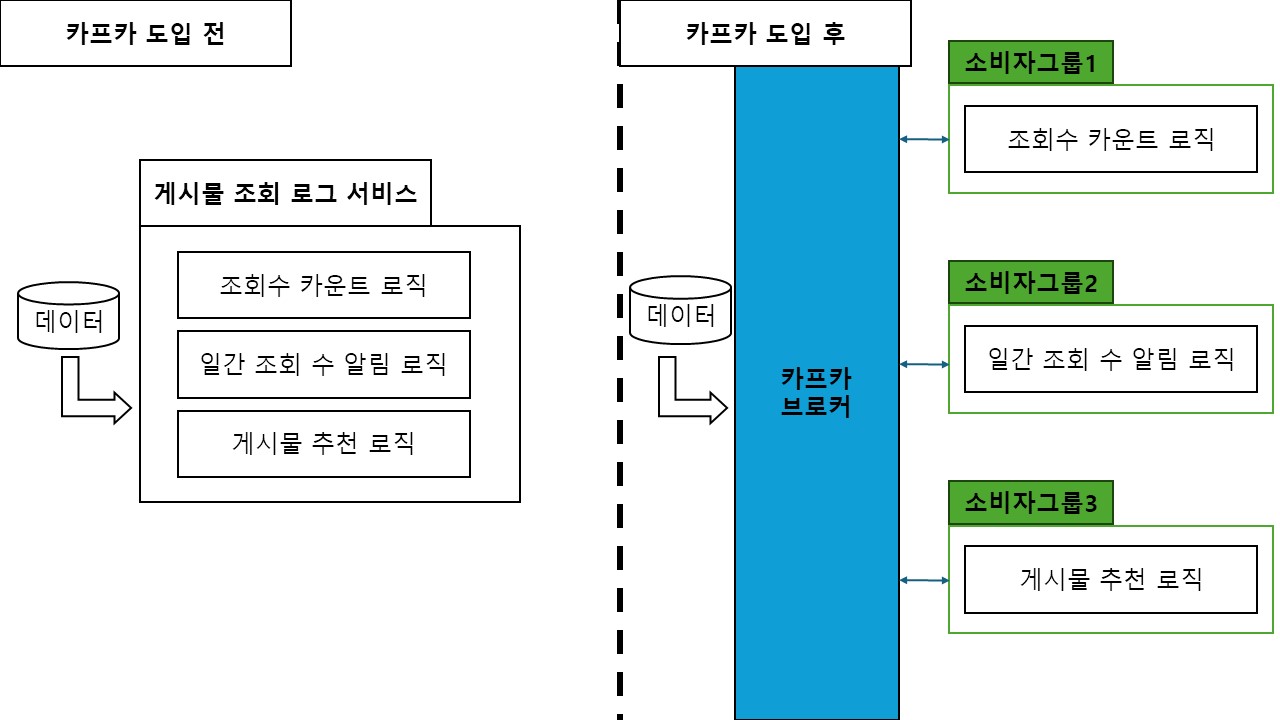 카프카 도입 전
게시물 조회 로그 서비스
데이터
조회수 카운트 로직
일간 조회 수 알림 로직
게시물 추천 로직
카프카 도입 후
데이터
카프카
브로커
소비자그룹1
조회수 카운트 로직
소비자그룹2
일간 조회 수 알림 로직
소비자그룹3
게시물 추천 로직